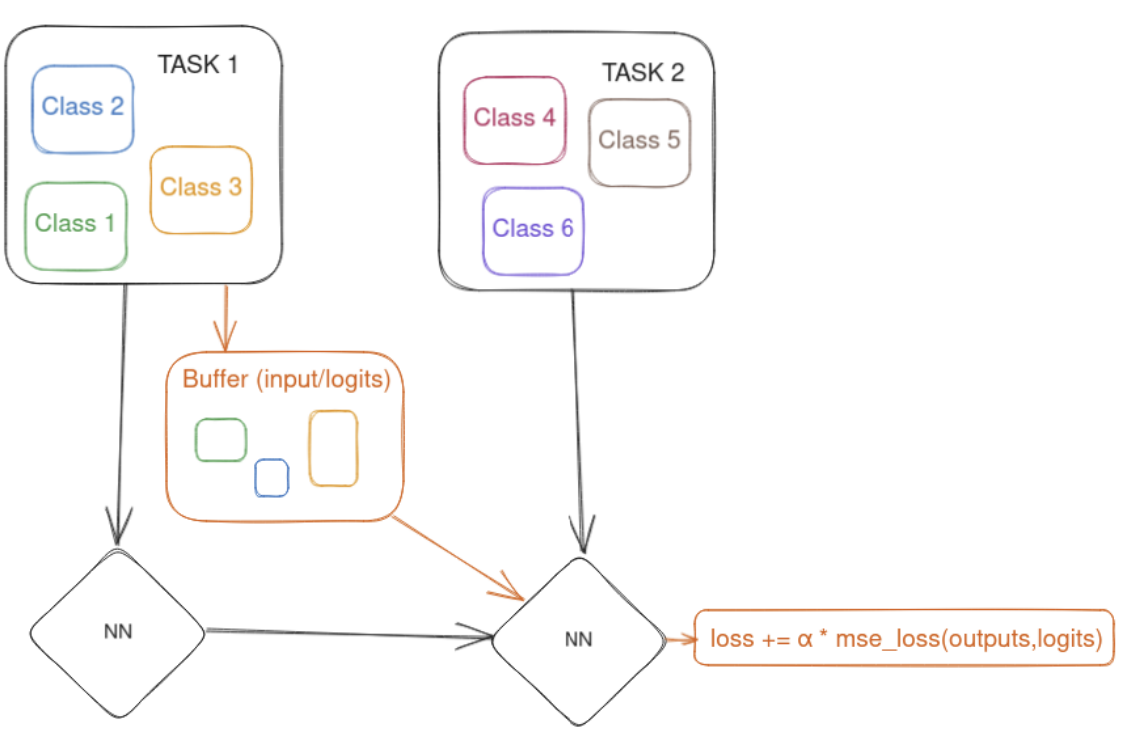 TASK 1
Class 2
Class 3
Class 1
TASK 2
Class 4
Class 5
Class 6
Buffer (input/logits)
NN
NN
loss += α * mse_loss(outputs,logits)